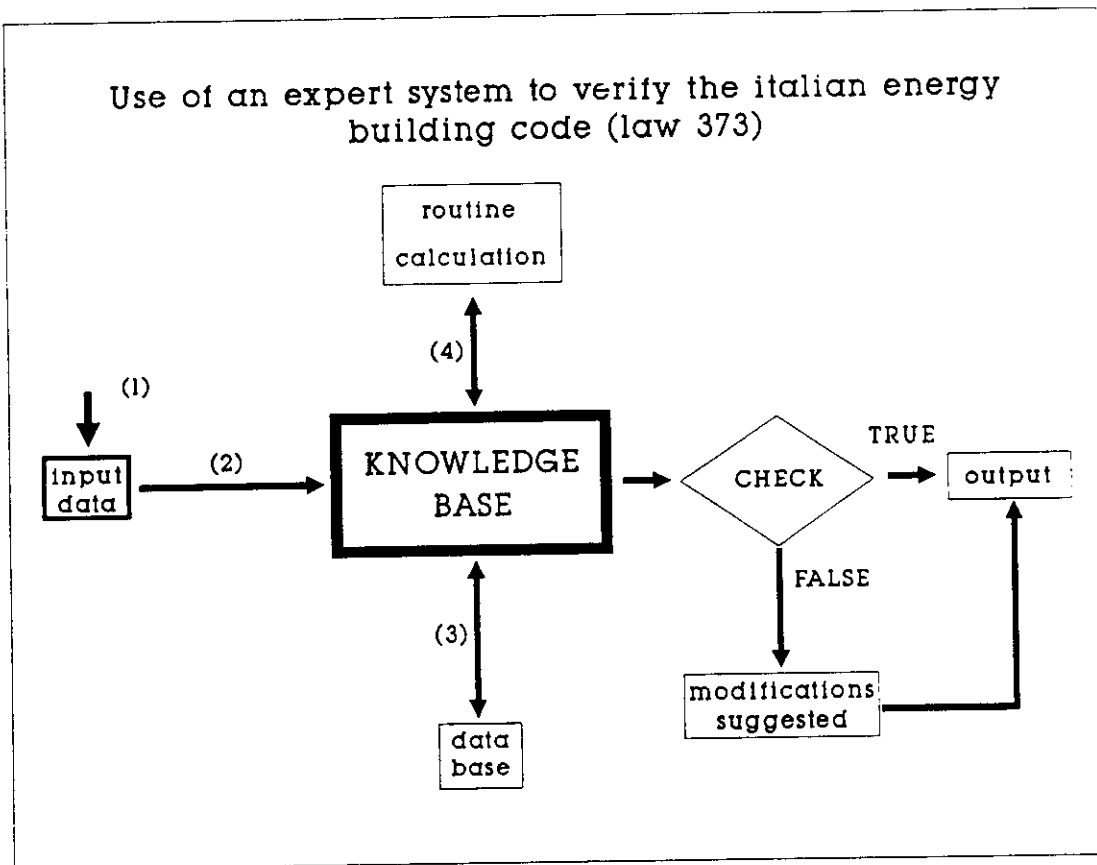 Use of an expert system to verify the italian energy
building code (law 373)
routine
calculation
(4)
(1)
input
data
(2)
KNOWLEDGE
BASE
CHECK
TRUE
output
FALSE
(3)
modifications
suggested
data
base